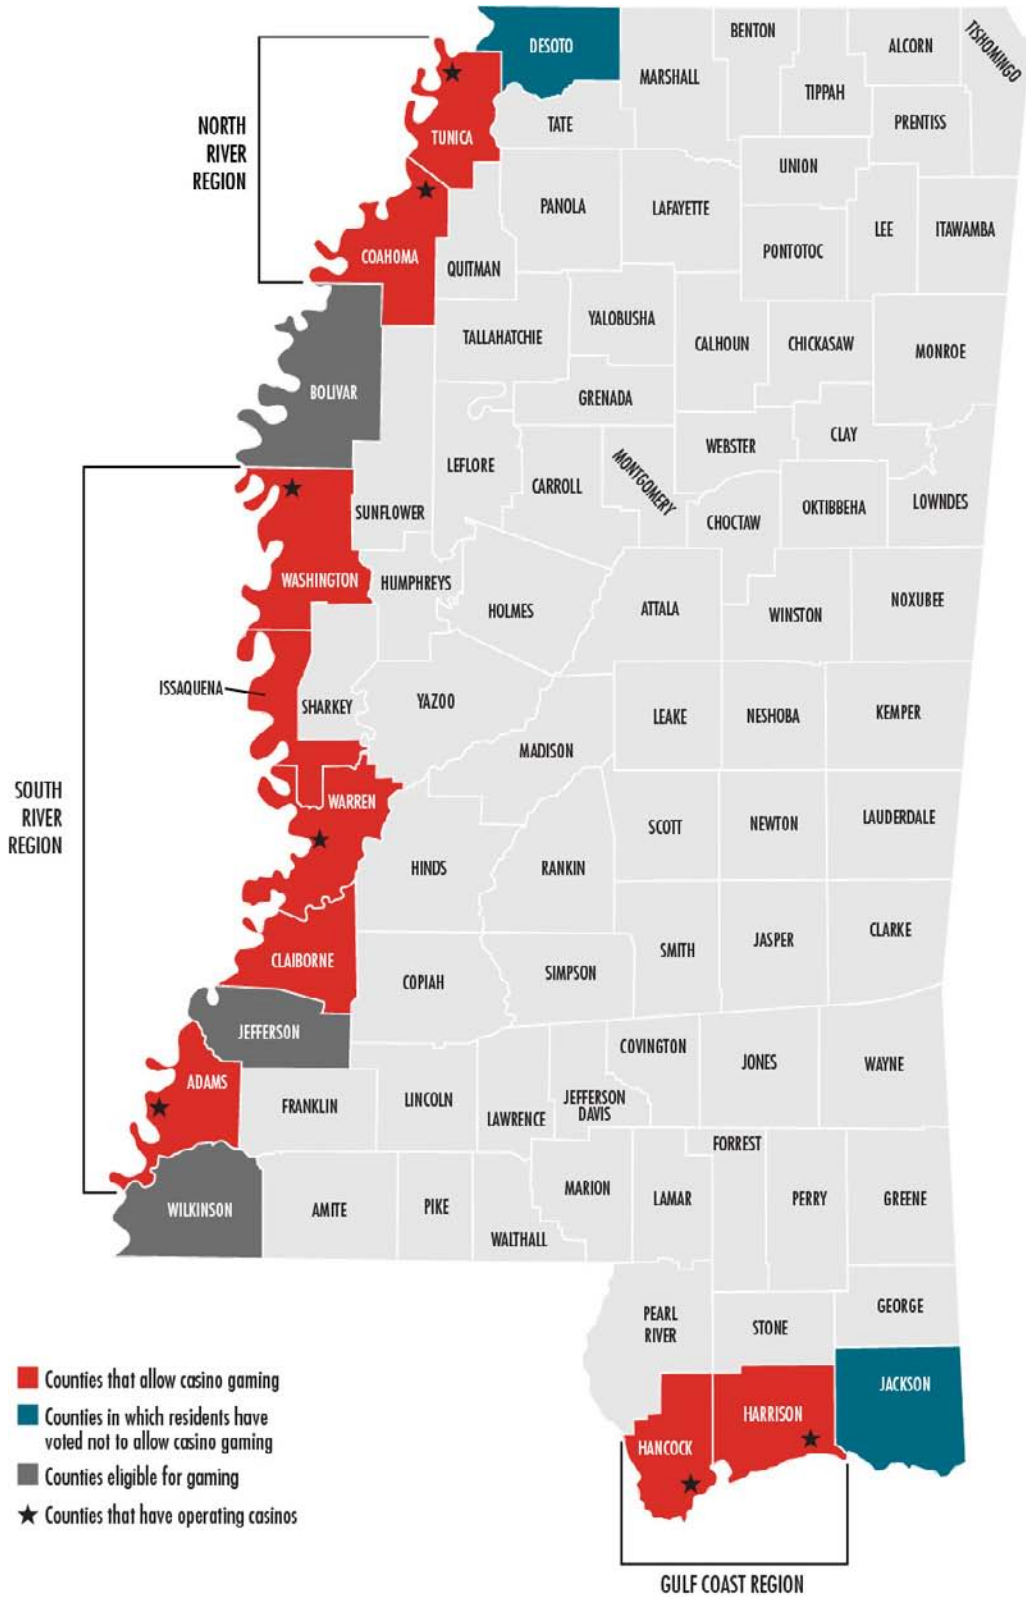 DESOTO
BENTON
ALCORN
TISHOMINGO
MARSHALL
TIPPAH
PRENTISS
NORTH
RIVER
REGION
TUNICA
TATE
UNION
PANOLA
LAFAYETTE
LEE
ITAWAMBA
COAHOMA
QUITMAN
PONTOTOC
TALLAHATCHIE
YALOBUSHA
CALHOUN
CHICKASAW
MONROE
BOLIVAR
GRENADA
WEBSTER
CLAY
LEFLORE
CARROLL
MONTGOMERY
SUNFLOWER
CHOCTAW
OKTIBBEHA
LOWNDES
WASHINGTON
HUMPHREYS
HOLMES
ATTALA
WINSTON
NOXUBEE
ISSAQUENA
SHARKEY
YAZOO
LEAKE
NESHOBA
KEMPER
MADISON
SOUTH
RIVER
REGION
WARREN
SCOTT
NEWTON
LAUDERDALE
HINDS
RANKIN
CLAIBORNE
COPIAH
SIMPSON
SMITH
JASPER
CLARKE
JEFFERSON
COVINGTON
JONES
WAYNE
ADAMS
FRANKLIN
LINCOLN
LAWRENCE
JEFFERSON
DAVIS
FORREST
WILKINSON
AMITE
PIKE
WALTHALL
MARION
LAMAR
PERRY
GREENE
PEARL
RIVER
STONE
GEORGE
JACKSON
HARRISON
HANCOCK
Counties that allow casino gaming
Counties in which residents have
voted not to allow casino gaming
Counties eligible for gaming
Counties that have operating casinos
GULF COAST REGION